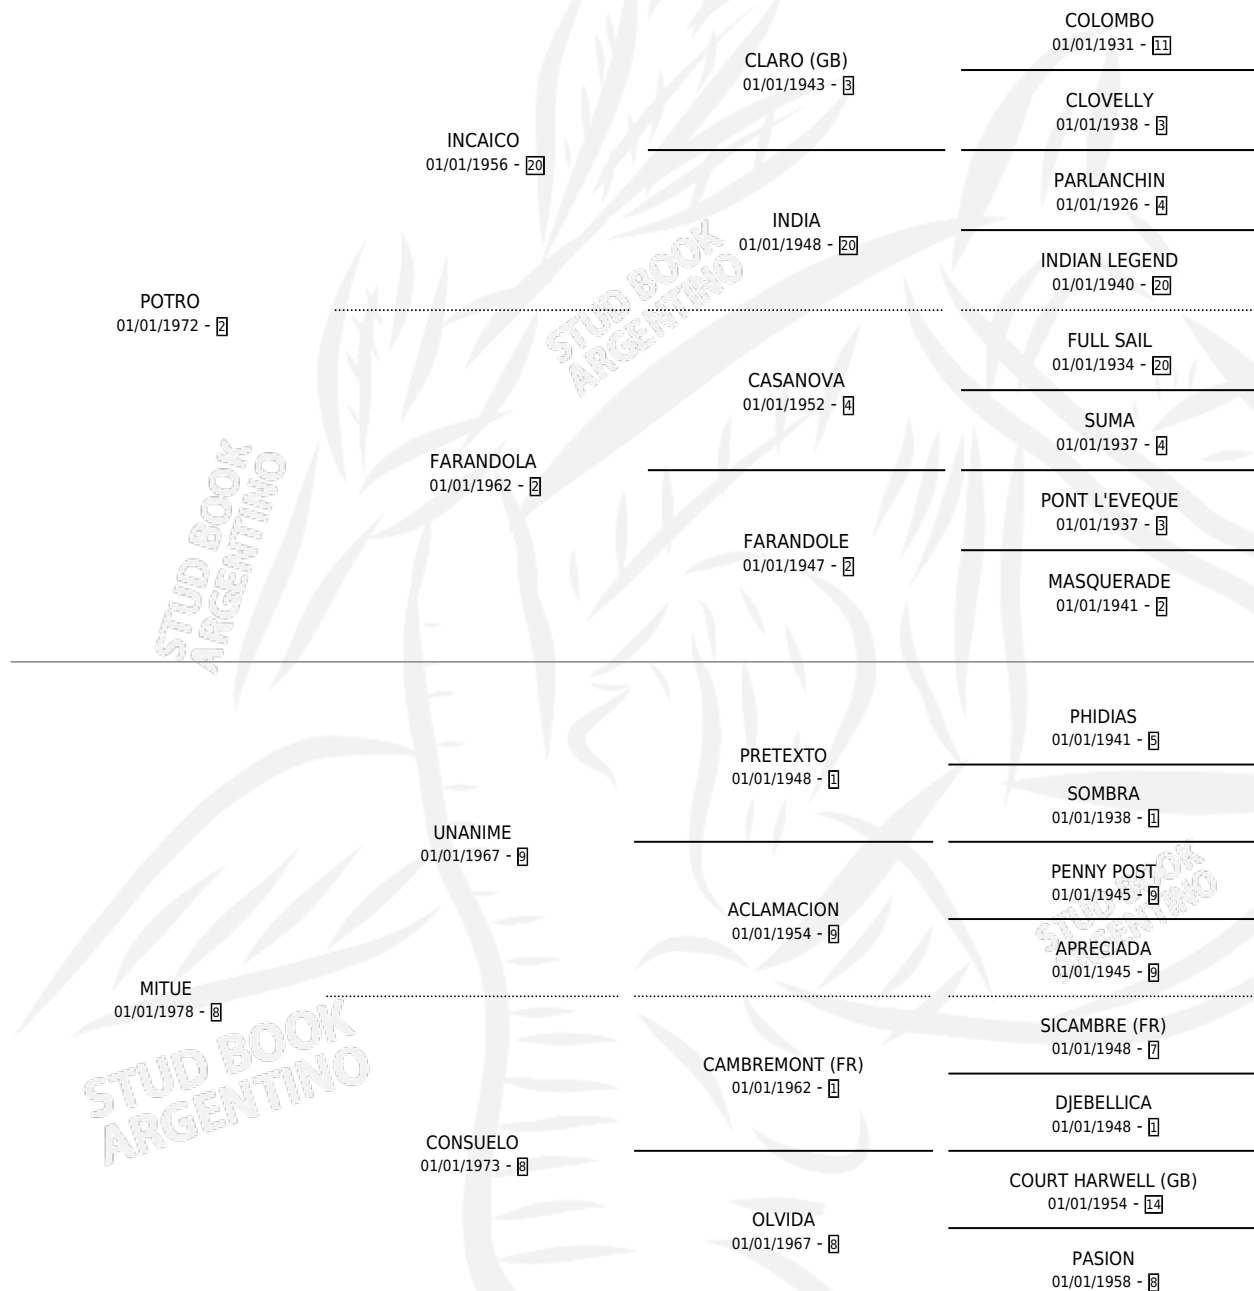 COLOMBO
01/01/1931 - 11
CLARO (GB)
01/01/1943 - 3
CLOVELLY
01/01/1938 - 3
INCAICO
01/01/1956 - 20
PARLANCHIN
01/01/1926 - 4
INDIA
01/01/1948 - 20
INDIAN LEGEND
01/01/1940 - 20
POTRO
01/01/1972 - 2
FULL SAIL
01/01/1934 - 20
CASANOVA
01/01/1952 - 4
SUMA
01/01/1937 - 4
FARANDOLA
01/01/1962 - 2
PONT L'EVEQUE
01/01/1937 - 3
FARANDOLE
01/01/1947 - 2
MASQUERADE
01/01/1941 - 2
STUD BOOK
ARGENTINO
STUD BOOK
ARGENTINO
PHIDIAS
01/01/1941 - 5
PRETEXTO
01/01/1948 - 1
SOMBRA
01/01/1938 - 1
UNANIME
01/01/1967 - 9
PENNY POST
01/01/1945 - 9
ACLAMACION
01/01/1954 - 9
APRECIADA
01/01/1945 - 9
MITUE
01/01/1978 - 8
SICAMBRE (FR)
01/01/1948 - 7
CAMBREMONT (FR)
01/01/1962 - 1
DJEBELLICA
01/01/1948 - 1
CONSUELO
01/01/1973 - 8
COURT HARWELL (GB)
01/01/1954 - 14
OLVIDA
01/01/1967 - 8
PASION
01/01/1958 - 8
STUD BOOK
ARGENTINO
STUD BOOK
ARGENTINO